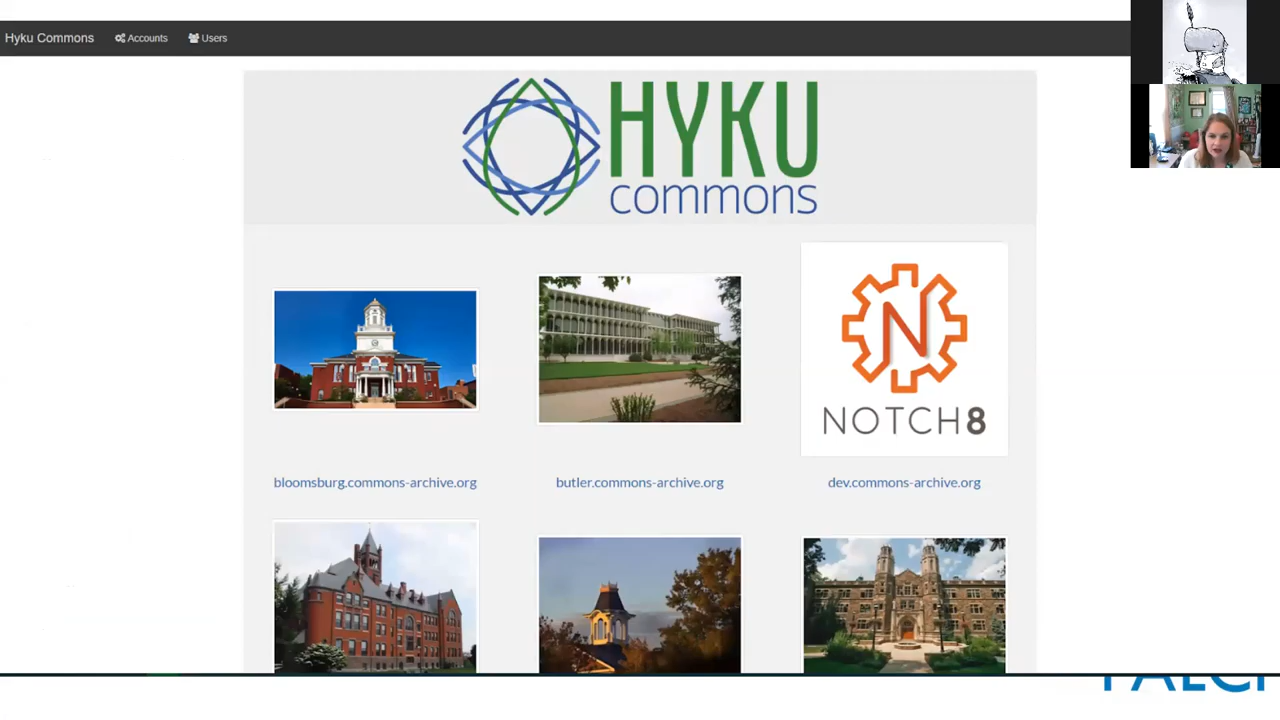 Hyku Commons Accounts Users
HYKU
commons
NOTCH8
bloomsburg.commons-archive.org
butler.commons-archive.org
dev.commons-archive.org